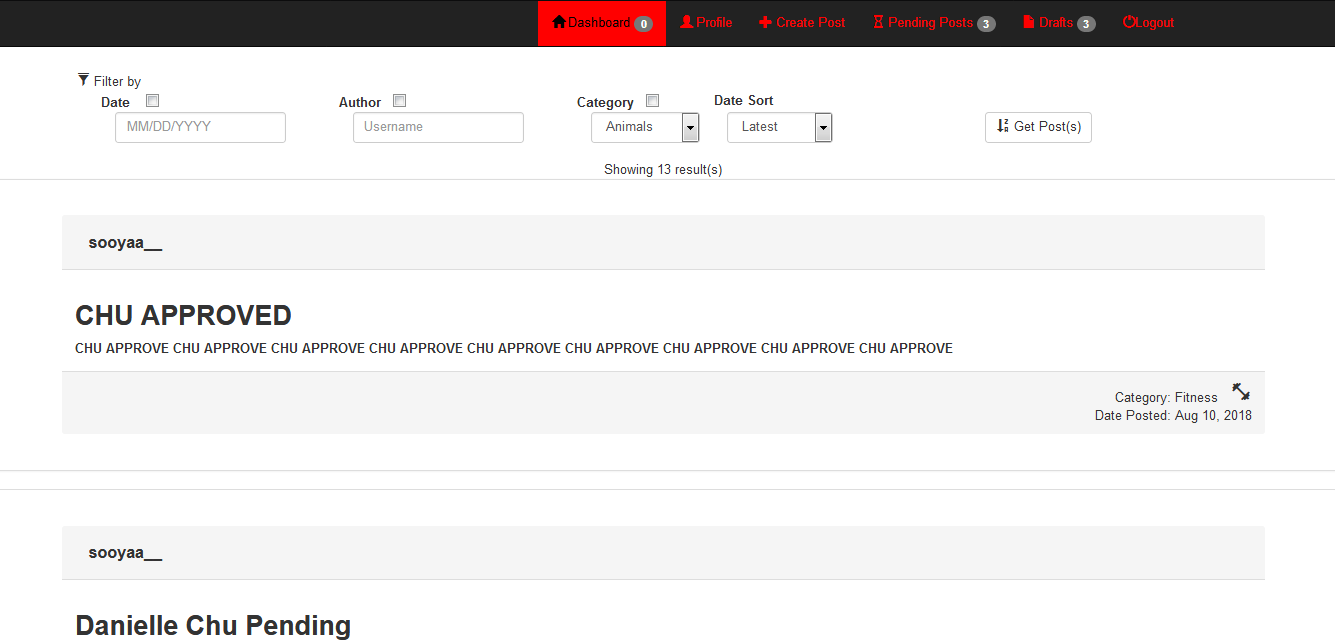 Dashboard 0 Profile Create Post Pending Posts 3 Drafts 3 Logout
Filter by
Date Author Category Date Sort
MM/DD/YYYY Username Animals Latest Get Post(s)
Showing 13 result(s)
sooyaa__
CHU APPROVED
CHU APPROVE CHU APPROVE CHU APPROVE CHU APPROVE CHU APPROVE CHU APPROVE CHU APPROVE CHU APPROVE CHU APPROVE
Category: Fitness
Date Posted: Aug 10, 2018
sooyaa__
Danielle Chu Pending